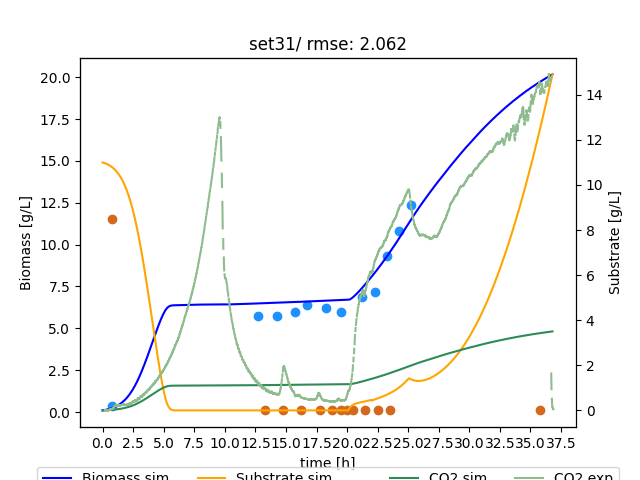 set31/ rmse: 2.062
20.0
17.5
15.0
12.5
10.0
7.5
5.0
2.5
0.0
Biomass [g/L]
14
12
10
8
6
4
2
0
Substrate [g/L]
0.0 2.5 5.0 7.5 10.0 12.5 15.0 17.5 20.0 22.5 25.0 27.5 30.0 32.5 35.0 37.5
time [h]
Biomass sim Substrate sim CO2 sim CO2 exp